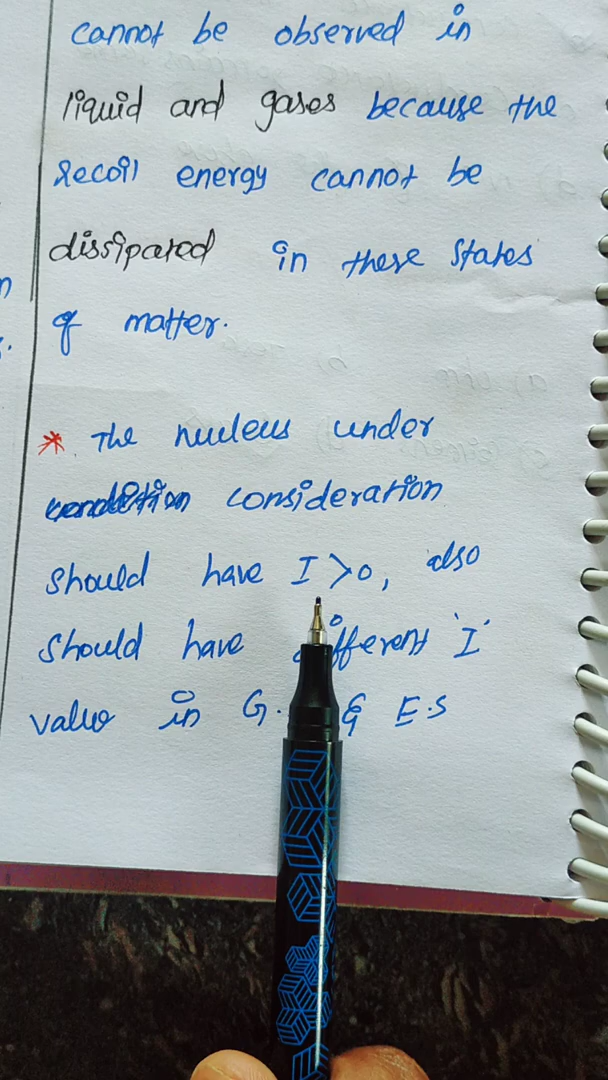 cannot be observed in
liquid and gases because the
recoil energy cannot be
dissipated in these states
n
of matter.
* The nucleus under
consideration
should have I>0, also
should have different 'I'
value in G. & E.S